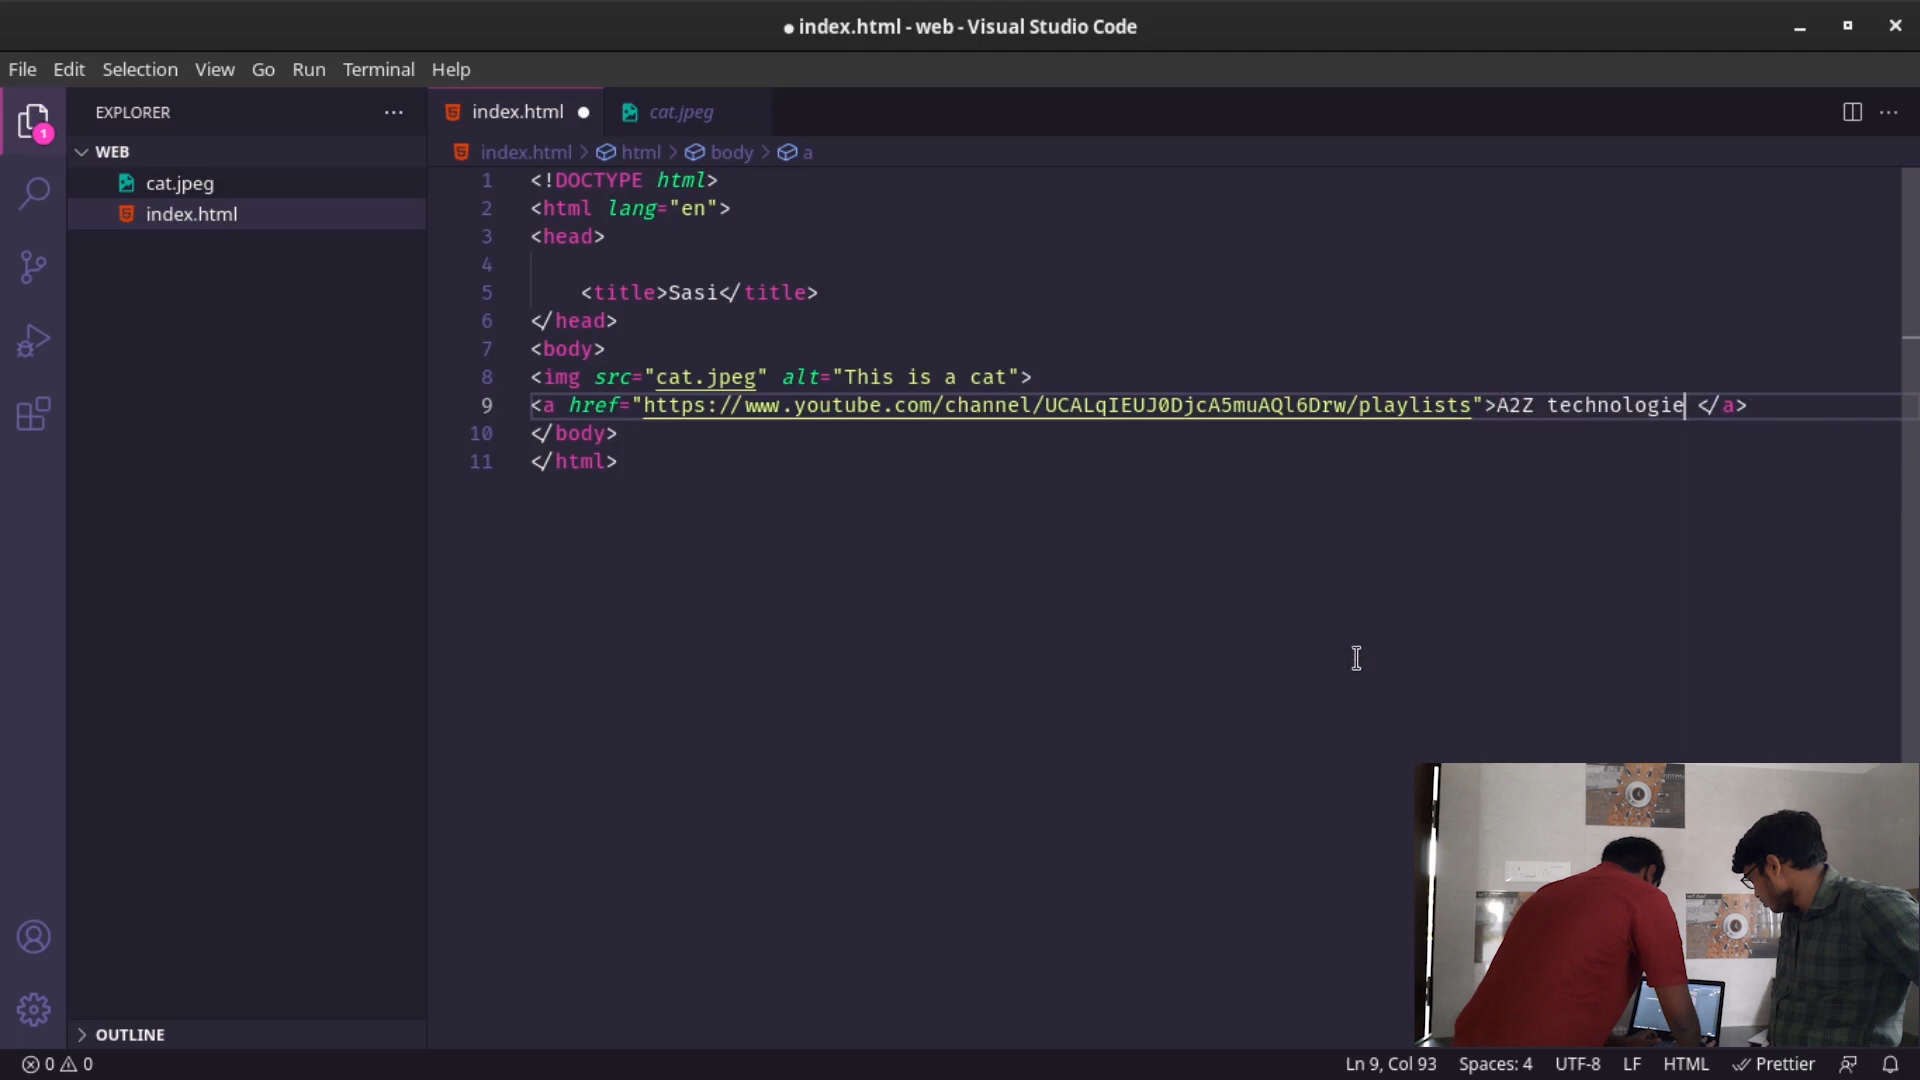 ● index.html - web - Visual Studio Code
File Edit Selection View Go Run Terminal Help
EXPLORER
1
WEB
cat.jpeg
index.html
OUTLINE
index.html ● cat.jpeg
index.html > html > body > a
1 <!DOCTYPE html>
2 <html lang="en">
3 <head>
4
5 <title>Sasi</title>
6 </head>
7 <body>
8 <img src="cat.jpeg" alt="This is a cat">
9 <a href="https://www.youtube.com/channel/UCALqIEUJ0DjcA5muAQl6Drw/playlists">A2Z technologie </a>
10 </body>
11 </html>
0 0 Ln 9, Col 93 Spaces: 4 UTF-8 LF HTML Prettier